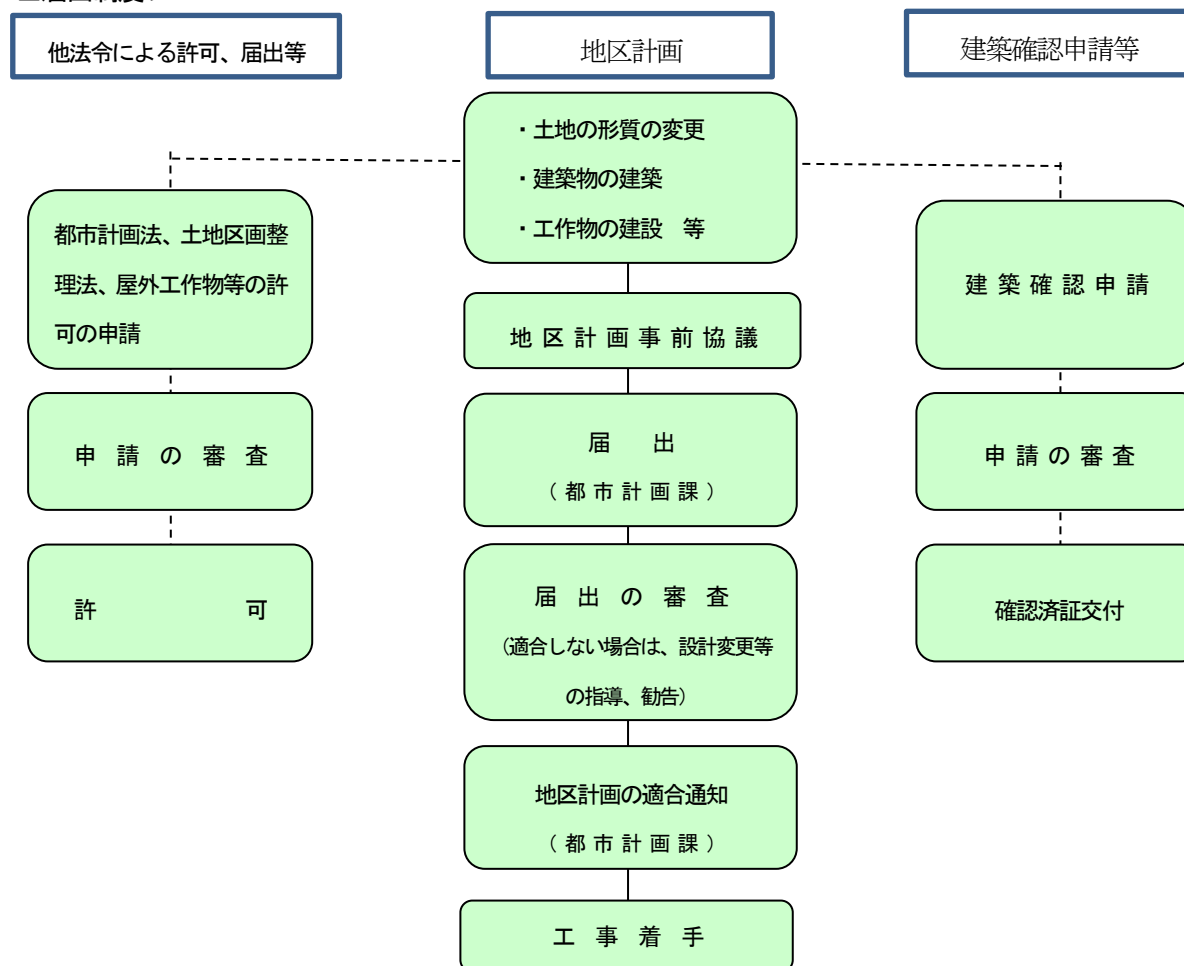 他法令による許可、届出等
地区計画
建築確認申請等
・土地の形質の変更
・建築物の建築
・工作物の建設　等
都市計画法、土地区画整
理法、屋外工作物等の許
可の申請
建築確認申請
地区計画事前協議
申請の審査
届　出
（都市計画課）
申請の審査
許　可
届出の審査
（適合しない場合は、設計変更等
の指導、勧告）
確認済証交付
地区計画の適合通知
（都市計画課）
工事着手